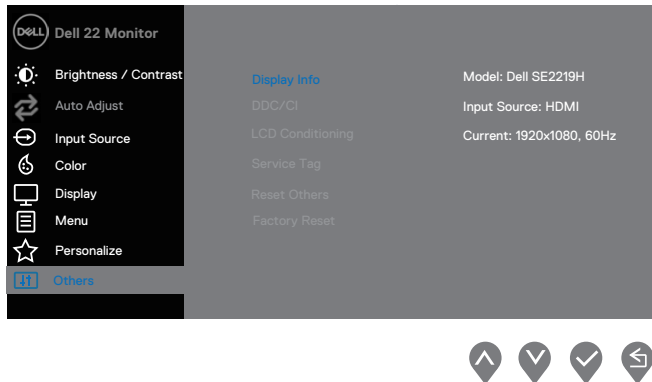 DELL Dell 22 Monitor
Brightness / Contrast
Auto Adjust
Input Source
Color
Display
Menu
Personalize
Others
Display Info
DDC/CI
LCD Conditioning
Service Tag
Reset Others
Factory Reset
Model: Dell SE2219H
Input Source: HDMI
Current: 1920x1080, 60Hz